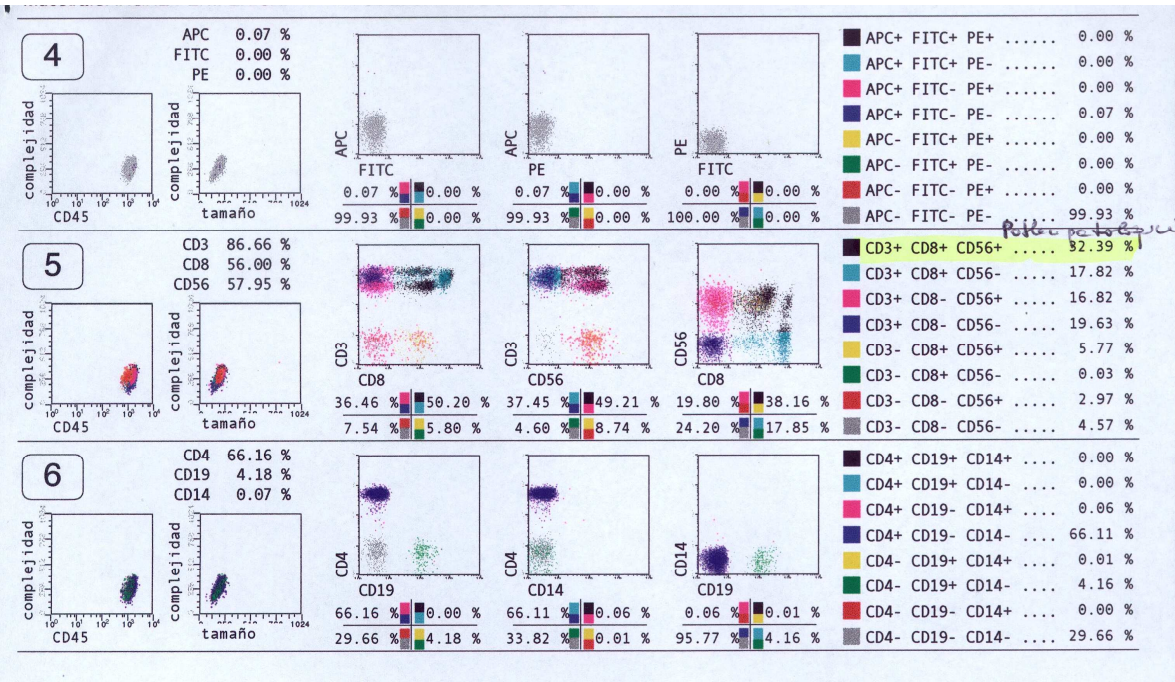 4
APC 0.07 %
FITC 0.00 %
PE 0.00 %
complejidad
CD45
complejidad
tamaño
1024
APC
FITC
0.07 % 0.00 %
99.93 % 0.00 %
APC
PE
0.07 % 0.00 %
99.93 % 0.00 %
PE
FITC
0.00 % 0.00 %
100.00 % 0.00 %
APC+ FITC+ PE+ ...... 0.00 %
APC+ FITC+ PE- ...... 0.00 %
APC+ FITC- PE+ ...... 0.00 %
APC+ FITC- PE- ...... 0.07 %
APC- FITC+ PE+ ...... 0.00 %
APC- FITC+ PE- ...... 0.00 %
APC- FITC- PE+ ...... 0.00 %
APC- FITC- PE- ...... 99.93 %
5
CD3 86.66 %
CD8 56.00 %
CD56 57.95 %
complejidad
CD45
complejidad
tamaño
1024
CD3
CD8
36.46 % 50.20 %
7.54 % 5.80 %
CD3
CD56
37.45 % 49.21 %
4.60 % 8.74 %
CD56
CD8
19.80 % 38.16 %
24.20 % 17.85 %
CD3+ CD8+ CD56+ ..... 32.39 %
CD3+ CD8+ CD56- ..... 17.82 %
CD3+ CD8- CD56+ ..... 16.82 %
CD3+ CD8- CD56- ..... 19.63 %
CD3- CD8+ CD56+ ..... 5.77 %
CD3- CD8+ CD56- ..... 0.03 %
CD3- CD8- CD56+ ..... 2.97 %
CD3- CD8- CD56- ..... 4.57 %
6
CD4 66.16 %
CD19 4.18 %
CD14 0.07 %
complejidad
CD45
complejidad
tamaño
1024
CD4
CD19
66.16 % 0.00 %
29.66 % 4.18 %
CD4
CD14
66.11 % 0.06 %
33.82 % 0.01 %
CD14
CD19
0.06 % 0.01 %
95.77 % 4.16 %
CD4+ CD19+ CD14+ .... 0.00 %
CD4+ CD19+ CD14- .... 0.00 %
CD4+ CD19- CD14+ .... 0.06 %
CD4+ CD19- CD14- .... 66.11 %
CD4- CD19+ CD14+ .... 0.01 %
CD4- CD19+ CD14- .... 4.16 %
CD4- CD19- CD14+ .... 0.00 %
CD4- CD19- CD14- .... 29.66 %